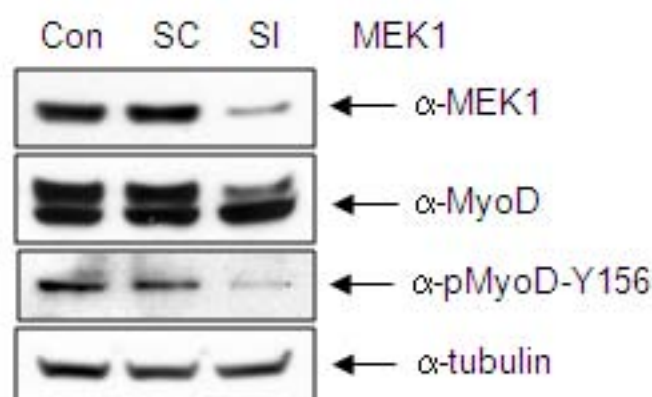 Con SC SI MEK1
α-MEK1
α-MyoD
α-pMyoD-Y156
α-tubulin